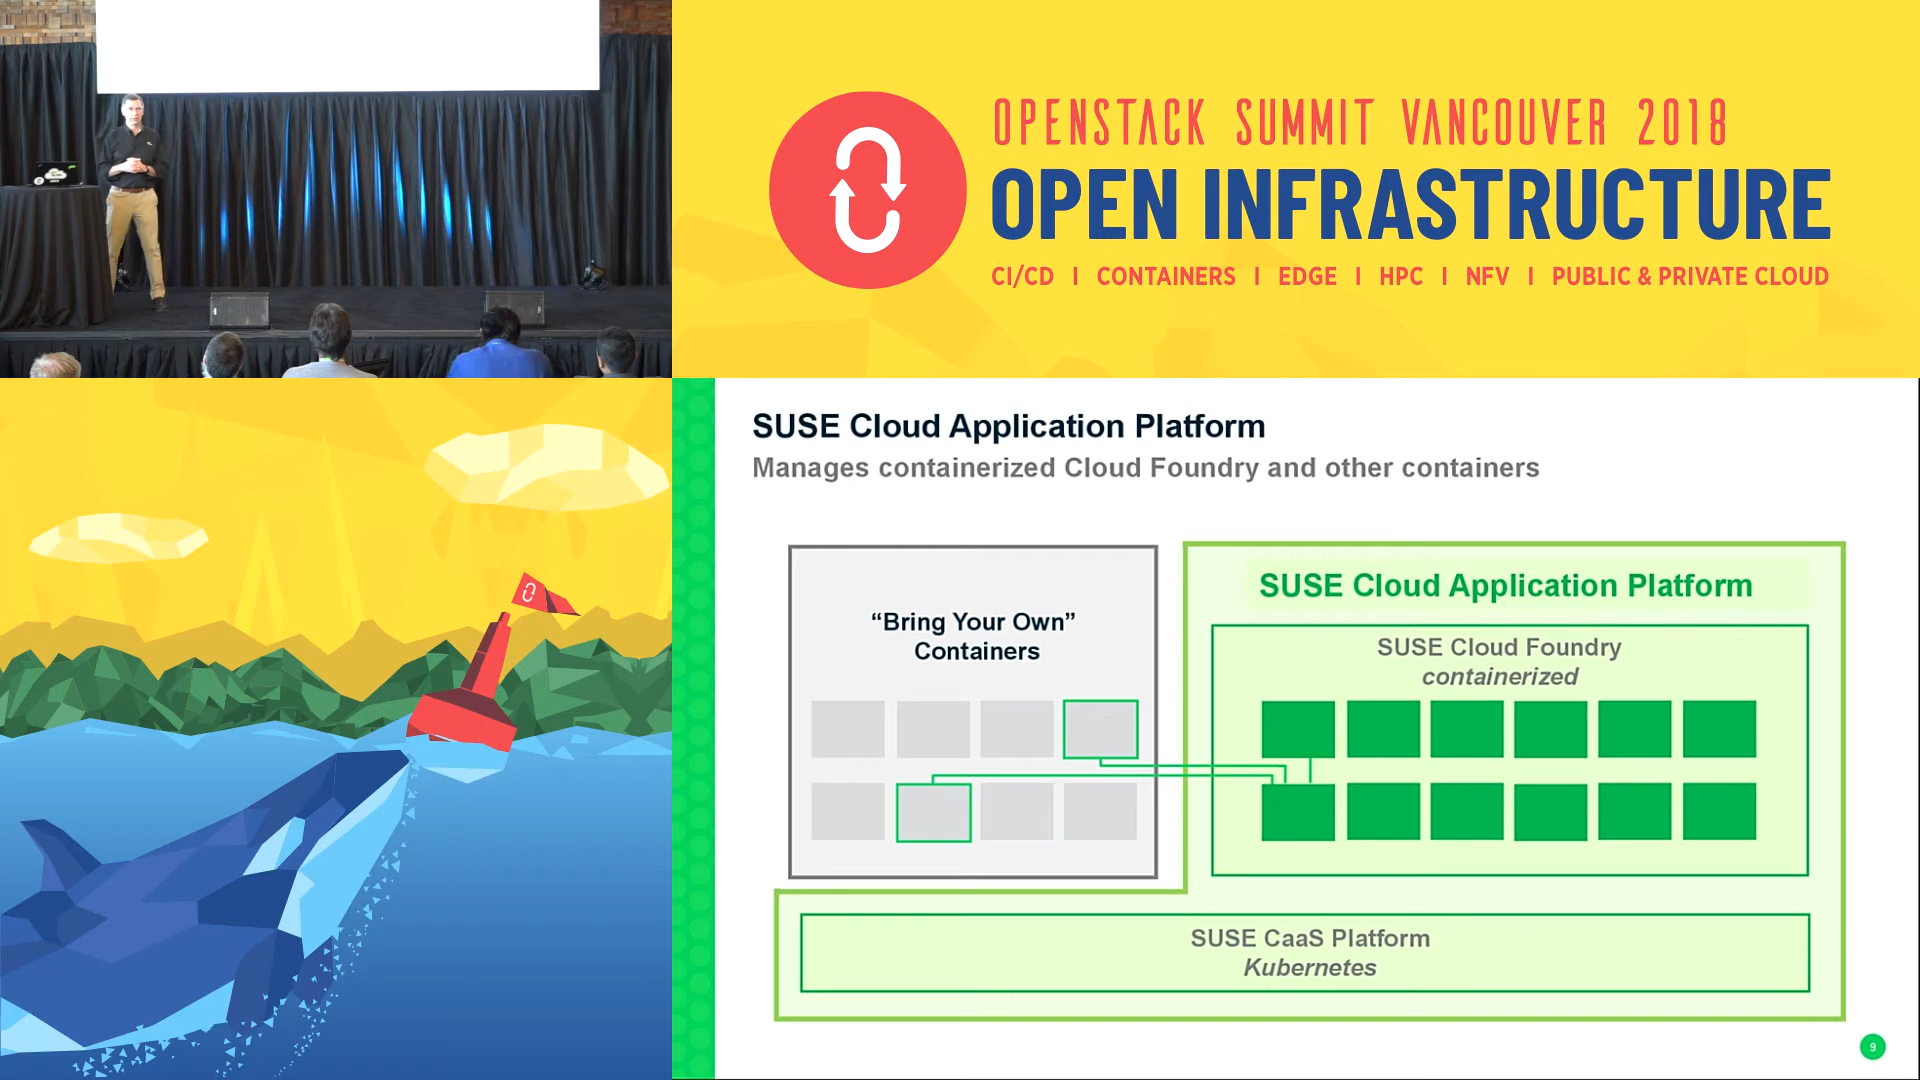 OPENSTACK SUMMIT VANCOUVER 2018
OPEN INFRASTRUCTURE
CI/CD | CONTAINERS | EDGE | HPC | NFV | PUBLIC & PRIVATE CLOUD
SUSE Cloud Application Platform
Manages containerized Cloud Foundry and other containers
“Bring Your Own”
Containers
SUSE Cloud Application Platform
SUSE Cloud Foundry
containerized
SUSE CaaS Platform
Kubernetes
9